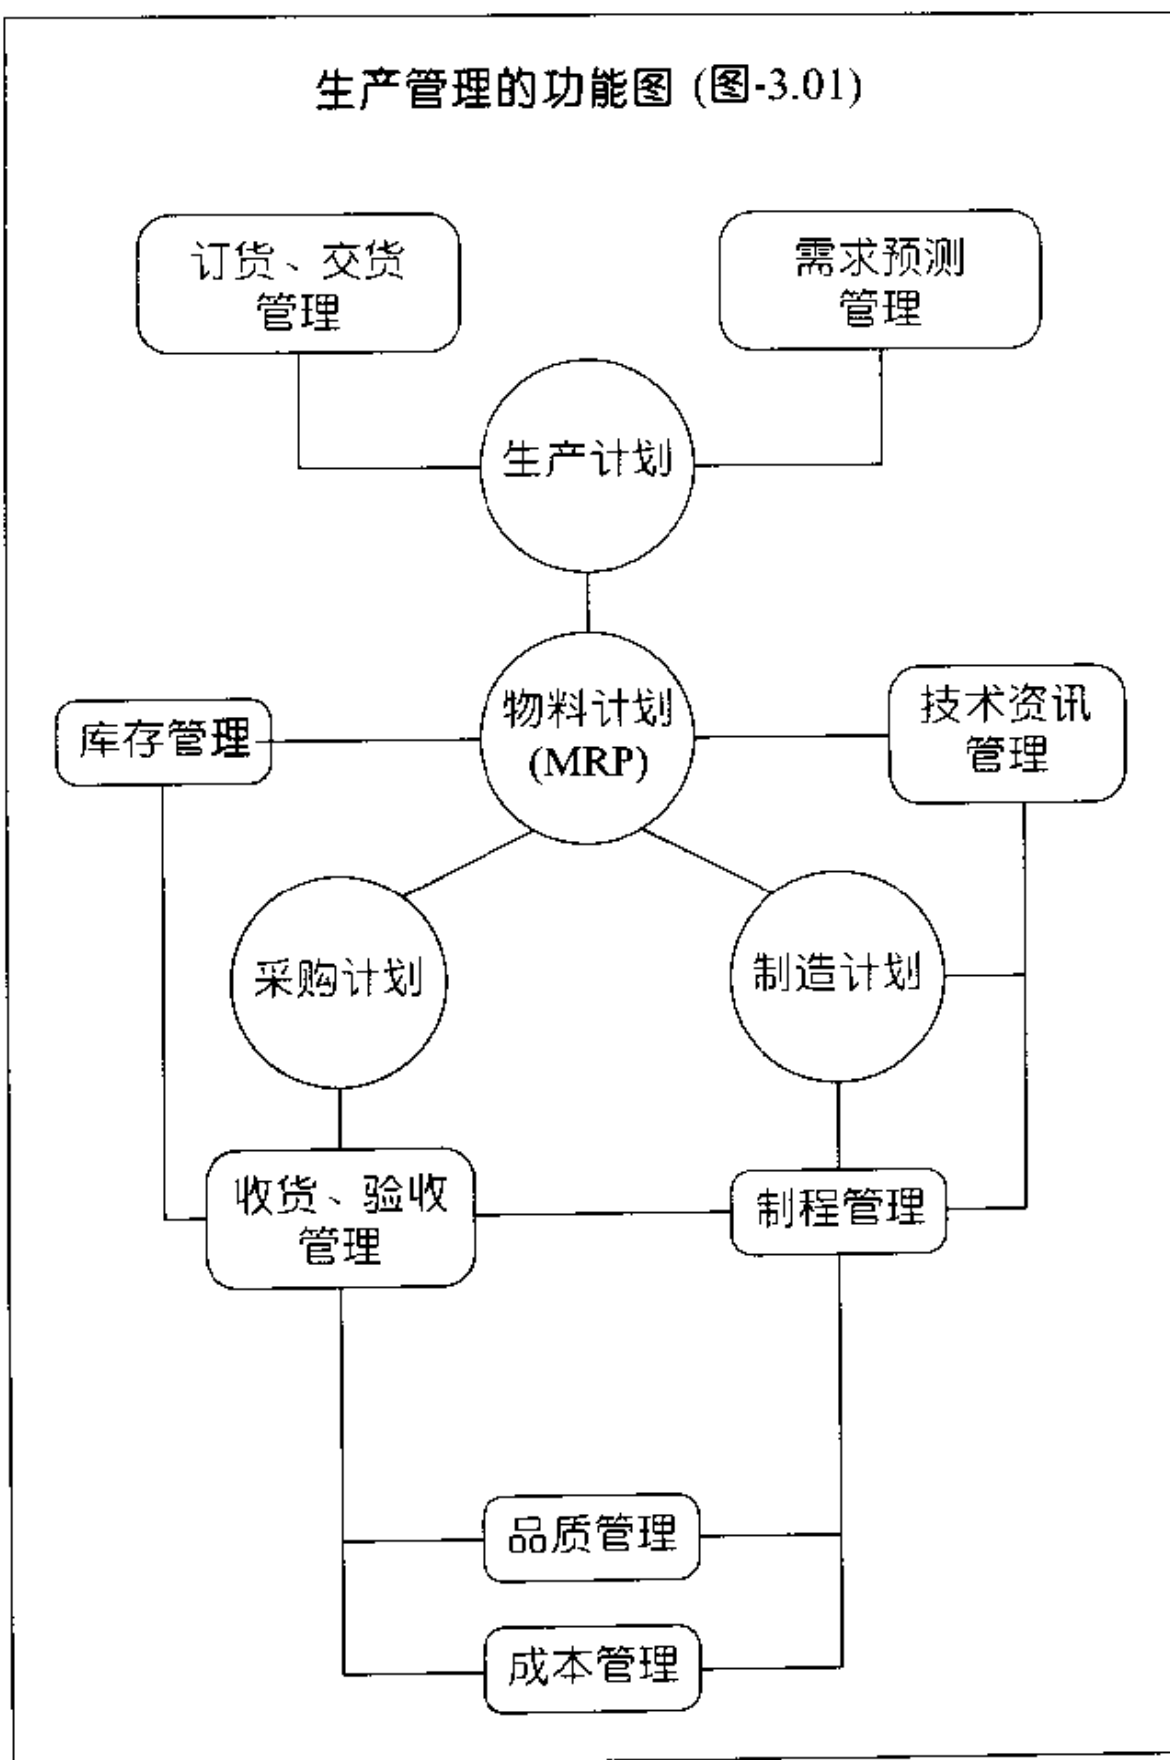 生产管理的功能图 (图-3.01)
订货、交货
管理
需求预测
管理
生产计划
库存管理
物料计划
(MRP)
技术资讯
管理
采购计划
制造计划
收货、验收
管理
制程管理
品质管理
成本管理